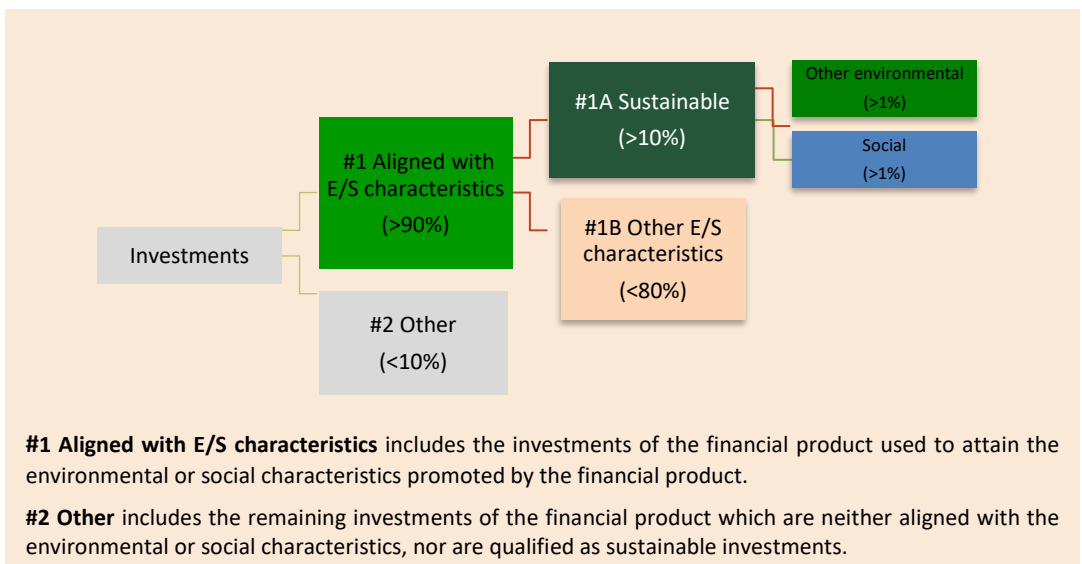 Other environmental
(>1%)
#1A Sustainable
(>10%)
Social
(>1%)
#1 Aligned with
E/S characteristics
(>90%)
#1B Other E/S
characteristics
(<80%)
Investments
#2 Other
(<10%)
#1 Aligned with E/S characteristics includes the investments of the financial product used to attain the
environmental or social characteristics promoted by the financial product.
#2 Other includes the remaining investments of the financial product which are neither aligned with the
environmental or social characteristics, nor are qualified as sustainable investments.